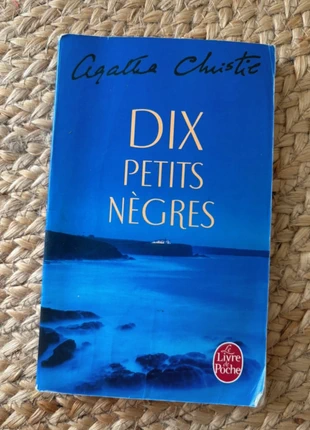 Agatha Christie
DIX
PETITS
NÈGRES
Le
Livre
de
Poche